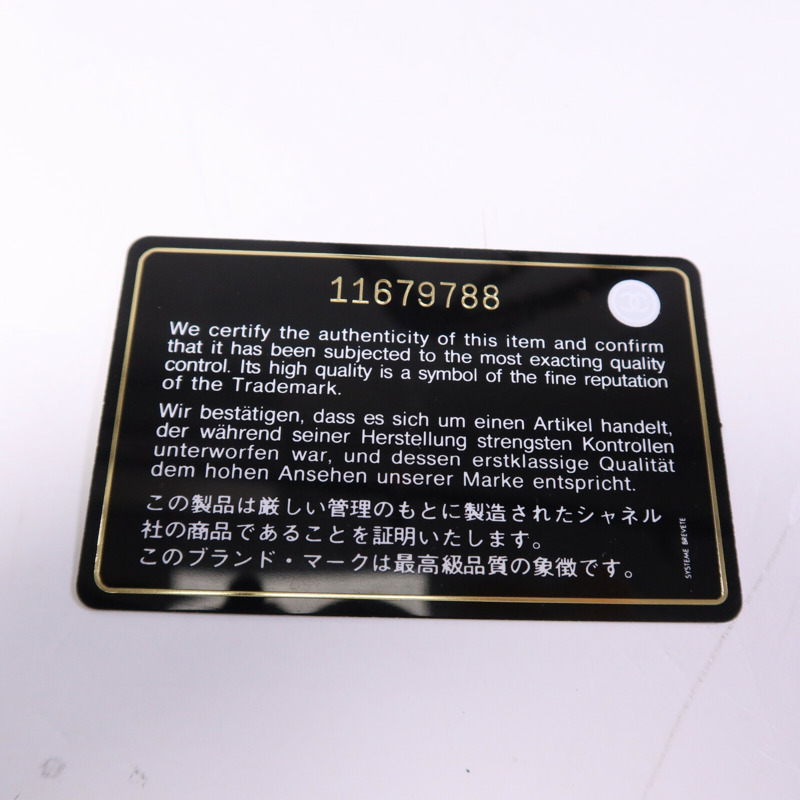 11679788
We certify the authenticity of this item and confirm
that it has been subjected to the most exacting quality
control. Its high quality is a symbol of the fine reputation
of the Trademark.
Wir bestätigen, dass es sich um einen Artikel handelt,
der während seiner Herstellung strengsten Kontrollen
unterworfen war, und dessen erstklassige Qualität
dem hohen Ansehen unserer Marke entspricht.
この製品は厳しい管理のもとに製造されたシャネル
社の商品であることを証明いたします。
このブランド・マークは最高級品質の象徴です。
SYSTEME BREVETE